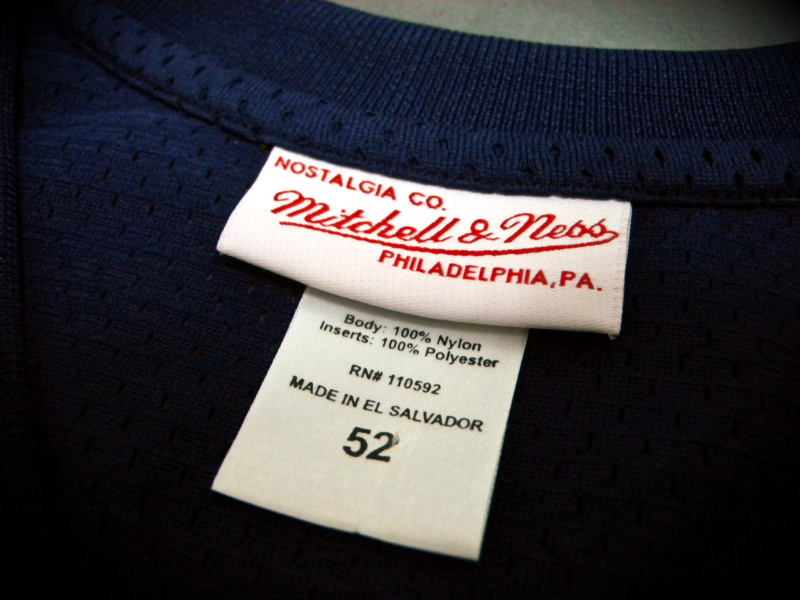 NOSTALGIA CO.
Mitchell & Ness
PHILADELPHIA, PA.
Body: 100% Nylon
Inserts: 100% Polyester
RN# 110592
MADE IN EL SALVADOR
52